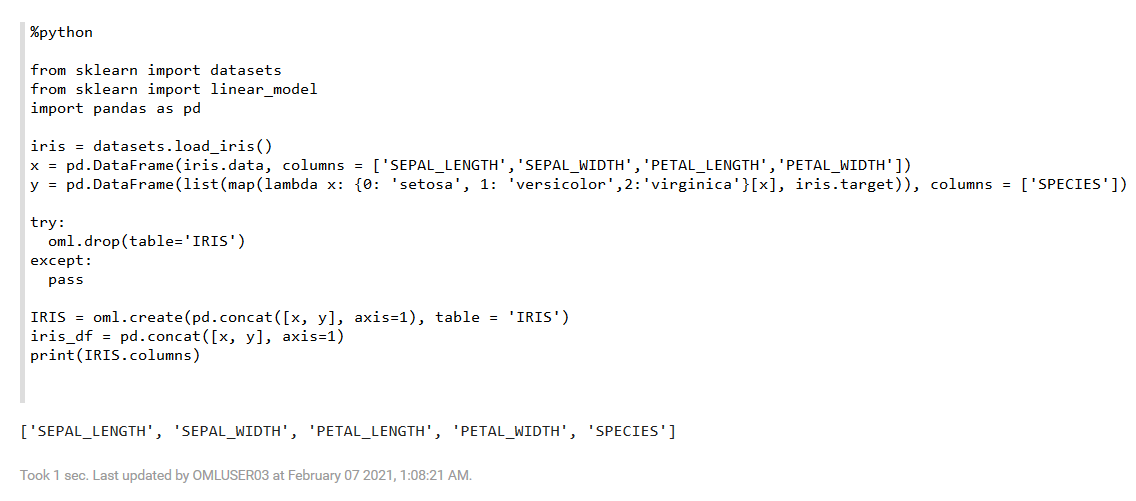 %python
from sklearn import datasets
from sklearn import linear_model
import pandas as pd
iris = datasets.load_iris()
x = pd.DataFrame(iris.data, columns = ['SEPAL_LENGTH','SEPAL_WIDTH','PETAL_LENGTH','PETAL_WIDTH'])
y = pd.DataFrame(list(map(lambda x: {0: 'setosa', 1: 'versicolor',2:'virginica'}[x], iris.target)), columns = ['SPECIES'])
try:
  oml.drop(table='IRIS')
except:
  pass
IRIS = oml.create(pd.concat([x, y], axis=1), table = 'IRIS')
iris_df = pd.concat([x, y], axis=1)
print(IRIS.columns)
['SEPAL_LENGTH', 'SEPAL_WIDTH', 'PETAL_LENGTH', 'PETAL_WIDTH', 'SPECIES']
Took 1 sec. Last updated by OMLUSER03 at February 07 2021, 1:08:21 AM.